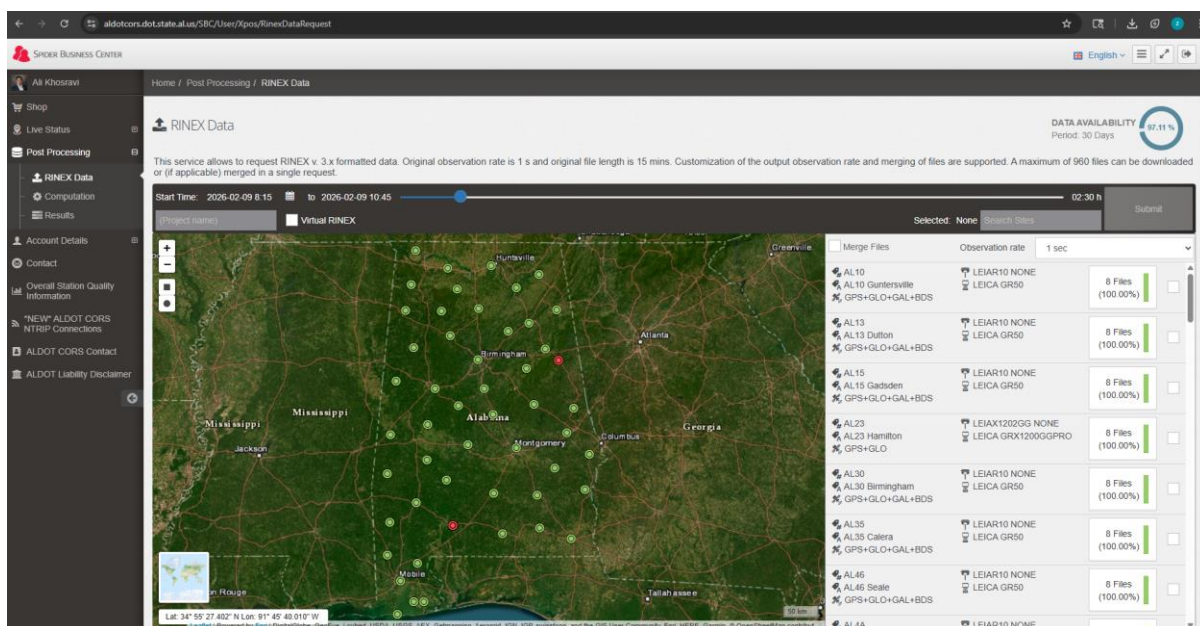 aldotcors.dot.state.al.us/SBC/User/Xpos/RinexDataRequest
SPIDER BUSINESS CENTER
English
Ali Khosravi
Home / Post Processing / RINEX Data
Shop
Live Status
Post Processing
RINEX Data
Computation
Results
Account Details
Contact
Overall Station Quality
Information
*NEW* ALDOT CORS
NTRIP Connections
ALDOT CORS Contact
ALDOT Liability Disclaimer
RINEX Data
DATA AVAILABILITY
Period: 30 Days
97.11 %
This service allows to request RINEX v. 3.x formatted data. Original observation rate is 1 s and original file length is 15 mins. Customization of the output observation rate and merging of files are supported. A maximum of 960 files can be downloaded
or (if applicable) merged in a single request.
Start Time: 2026-02-09 8:15 to 2026-02-09 10:45
02:30 h
Submit
(Project name)
Virtual RINEX
Selected: None
Search Sites
+
−
Huntsville
Greenville
Atlanta
Birmingham
Mississippi
Mississippi
Alabama
Georgia
Columbus
Montgomery
Jackson
Mobile
Tallahassee
on Rouge
50 km
Lat: 34° 55' 27.402" N Lon: 91° 45' 40.010" W
Merge Files
Observation rate
1 sec
AL10
AL10 Guntersville
GPS+GLO+GAL+BDS
LEIAR10 NONE
LEICA GR50
8 Files
(100.00%)
AL13
AL13 Dutton
GPS+GLO+GAL+BDS
LEIAR10 NONE
LEICA GR50
8 Files
(100.00%)
AL15
AL15 Gadsden
GPS+GLO+GAL+BDS
LEIAR10 NONE
LEICA GR50
8 Files
(100.00%)
AL23
AL23 Hamilton
GPS+GLO
LEIAX1202GG NONE
LEICA GRX1200GGPRO
8 Files
(100.00%)
AL30
AL30 Birmingham
GPS+GLO+GAL+BDS
LEIAR10 NONE
LEICA GR50
8 Files
(100.00%)
AL35
AL35 Calera
GPS+GLO+GAL+BDS
LEIAR10 NONE
LEICA GR50
8 Files
(100.00%)
AL46
AL46 Seale
GPS+GLO+GAL+BDS
LEIAR10 NONE
LEICA GR50
8 Files
(100.00%)
LEIAR10 NONE